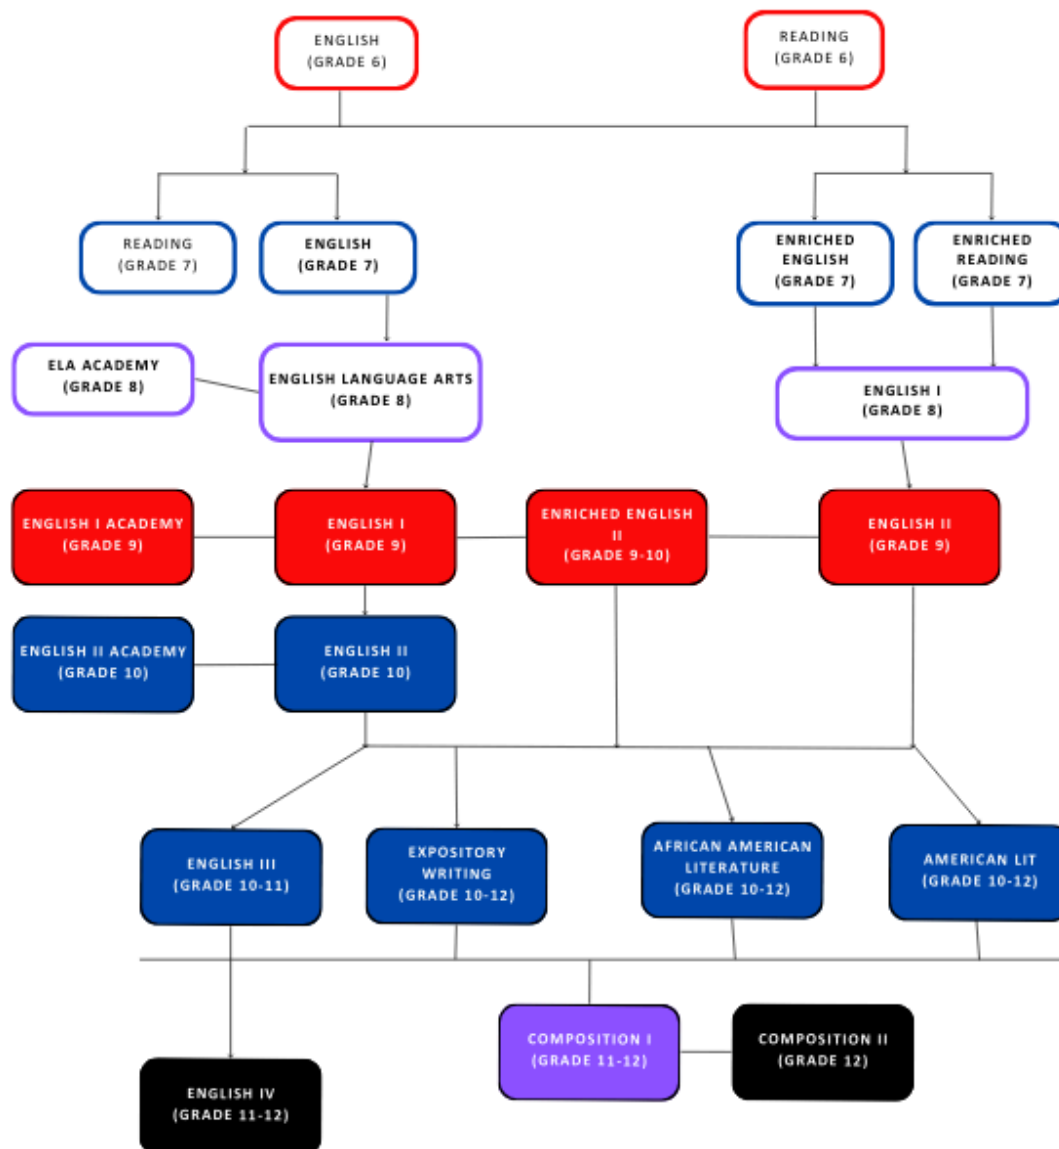 ENGLISH
(GRADE 6)
READING
(GRADE 6)
READING
(GRADE 7)
ENGLISH
(GRADE 7)
ENRICHED
ENGLISH
(GRADE 7)
ENRICHED
READING
(GRADE 7)
ELA ACADEMY
(GRADE 8)
ENGLISH LANGUAGE ARTS
(GRADE 8)
ENGLISH I
(GRADE 8)
ENGLISH I ACADEMY
(GRADE 9)
ENGLISH I
(GRADE 9)
ENRICHED ENGLISH
II
(GRADE 9-10)
ENGLISH II
(GRADE 9)
ENGLISH II ACADEMY
(GRADE 10)
ENGLISH II
(GRADE 10)
ENGLISH III
(GRADE 10-11)
EXPOSITORY
WRITING
(GRADE 10-12)
AFRICAN AMERICAN
LITERATURE
(GRADE 10-12)
AMERICAN LIT
(GRADE 10-12)
COMPOSITION I
(GRADE 11-12)
COMPOSITION II
(GRADE 12)
ENGLISH IV
(GRADE 11-12)